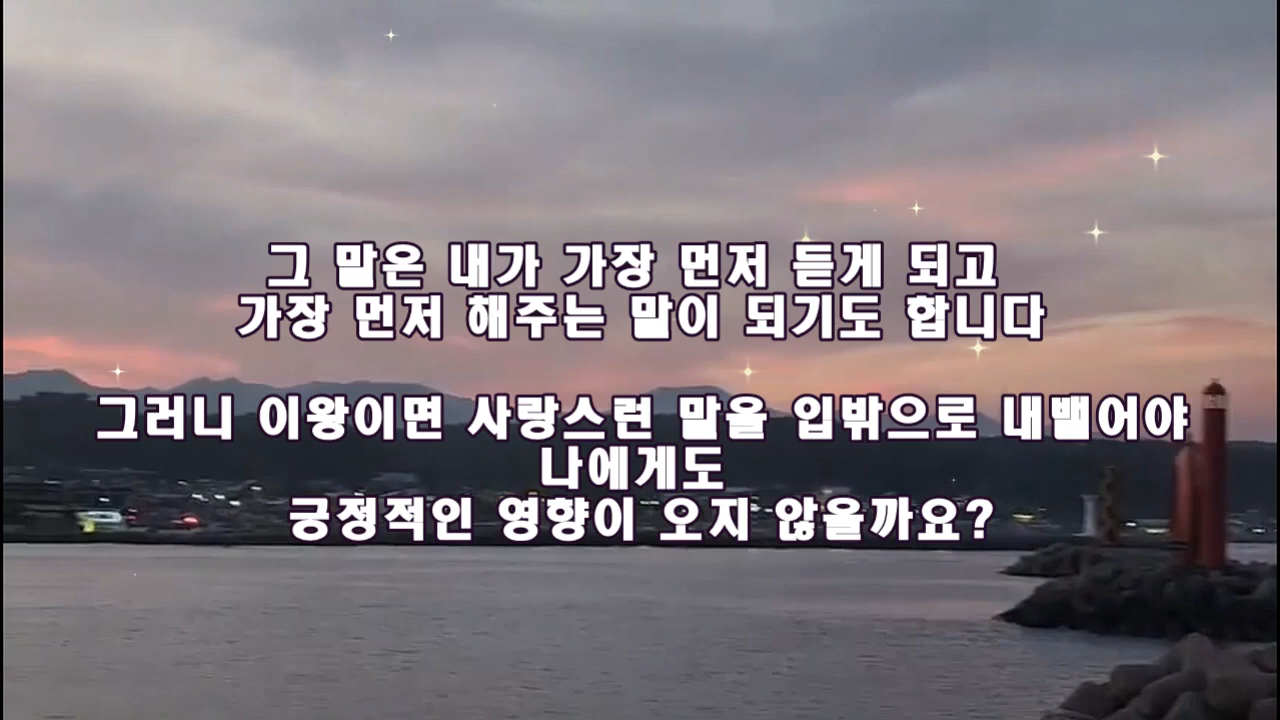 그 말은 내가 가장 먼저 듣게 되고
가장 먼저 해주는 말이 되기도 합니다
그러니 이왕이면 사랑스런 말을 입밖으로 내뱉어야
나에게도
긍정적인 영향이 오지 않을까요?